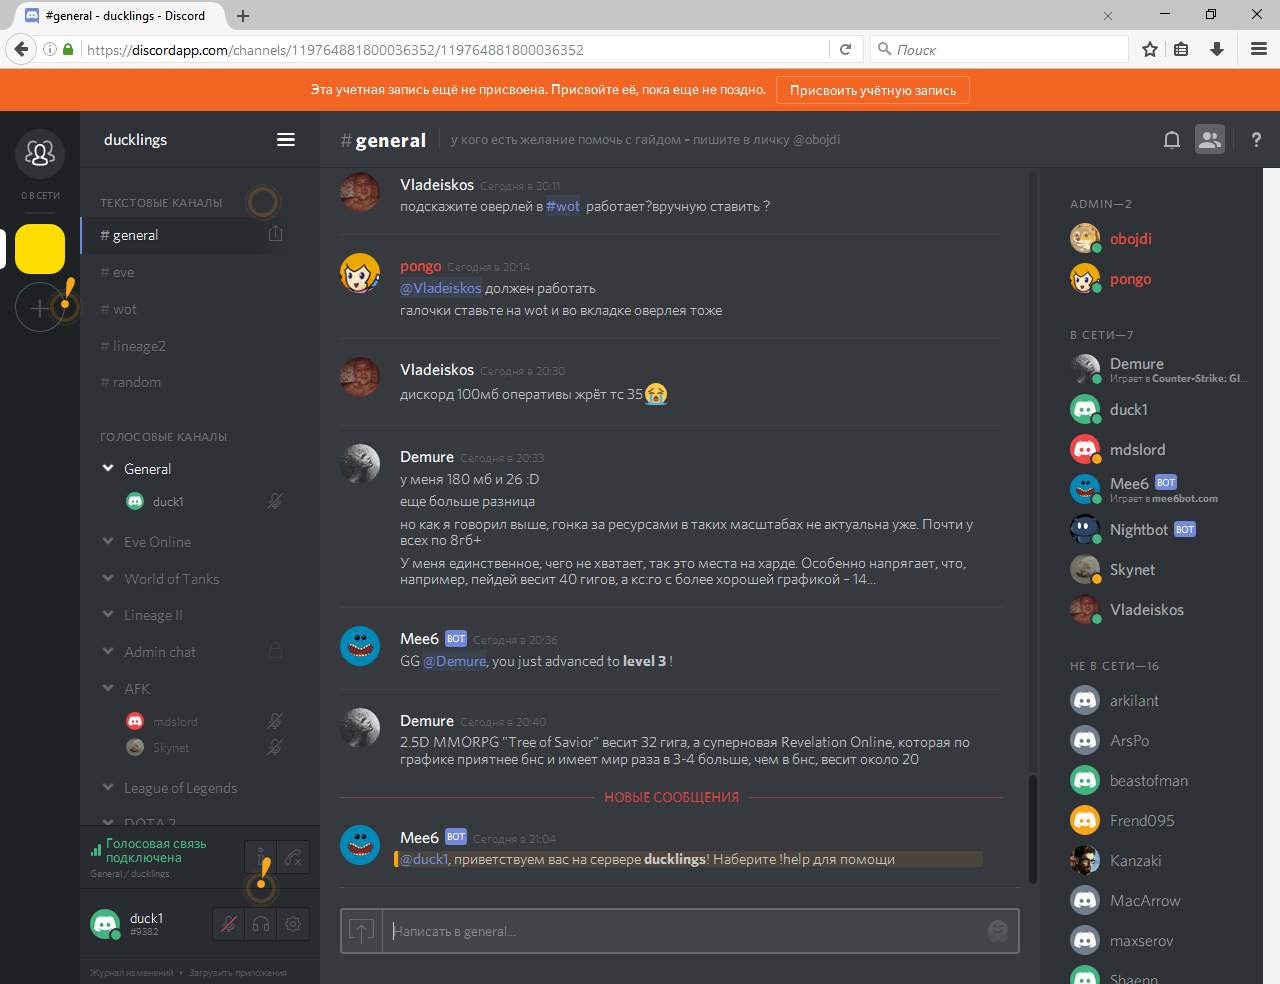 #general - ducklings - Discord
https://discordapp.com/channels/119764881800036352/119764881800036352
Поиск
Эта учетная запись ещё не присвоена. Присвойте её, пока еще не поздно.
Присвоить учётную запись
0 В СЕТИ
ducklings
ТЕКСТОВЫЕ КАНАЛЫ
# general
# eve
# wot
# lineage2
# random
ГОЛОСОВЫЕ КАНАЛЫ
General
duck1
Eve Online
World of Tanks
Lineage II
Admin chat
AFK
mdslord
Skynet
League of Legends
DOTA 2
Голосовая связь
подключена
General / ducklings
duck1
#9382
Журнал изменений • Загрузить приложения
#general
у кого есть желание помочь с гайдом – пишите в личку @obojdi
Vladeiskos Сегодня в 20:11
подскажите оверлей в #wot работает?вручную ставить ?
pongo Сегодня в 20:14
@Vladeiskos должен работать
галочки ставьте на wot и во вкладке оверлея тоже
Vladeiskos Сегодня в 20:30
дискорд 100мб оперативы жрёт тс 35😭
Demure Сегодня в 20:33
у меня 180 мб и 26 :D
еще больше разница
но как я говорил выше, гонка за ресурсами в таких масштабах не актуальна уже. Почти у
всех по 8гб+
У меня единственное, чего не хватает, так это места на харде. Особенно напрягает, что,
например, пейдей весит 40 гигов, а кс:го с более хорошей графикой – 14...
Mee6 BOT Сегодня в 20:36
GG @Demure, you just advanced to level 3 !
Demure Сегодня в 20:40
2.5D MMORPG "Tree of Savior" весит 32 гига, а суперновая Revelation Online, которая по
графике приятнее бнс и имеет мир раза в 3-4 больше, чем в бнс, весит около 20
НОВЫЕ СООБЩЕНИЯ
Mee6 BOT Сегодня в 21:04
@duck1, приветствуем вас на сервере ducklings! Наберите !help для помощи
Написать в general...
ADMIN—2
obojdi
pongo
В СЕТИ—7
Demure
Играет в Counter-Strike: Gl...
duck1
mdslord
Mee6 BOT
Играет в mee6bot.com
Nightbot BOT
Skynet
Vladeiskos
НЕ В СЕТИ—16
arkilant
ArsPo
beastofman
Frend095
Kanzaki
MacArrow
maxserov
Shaepp